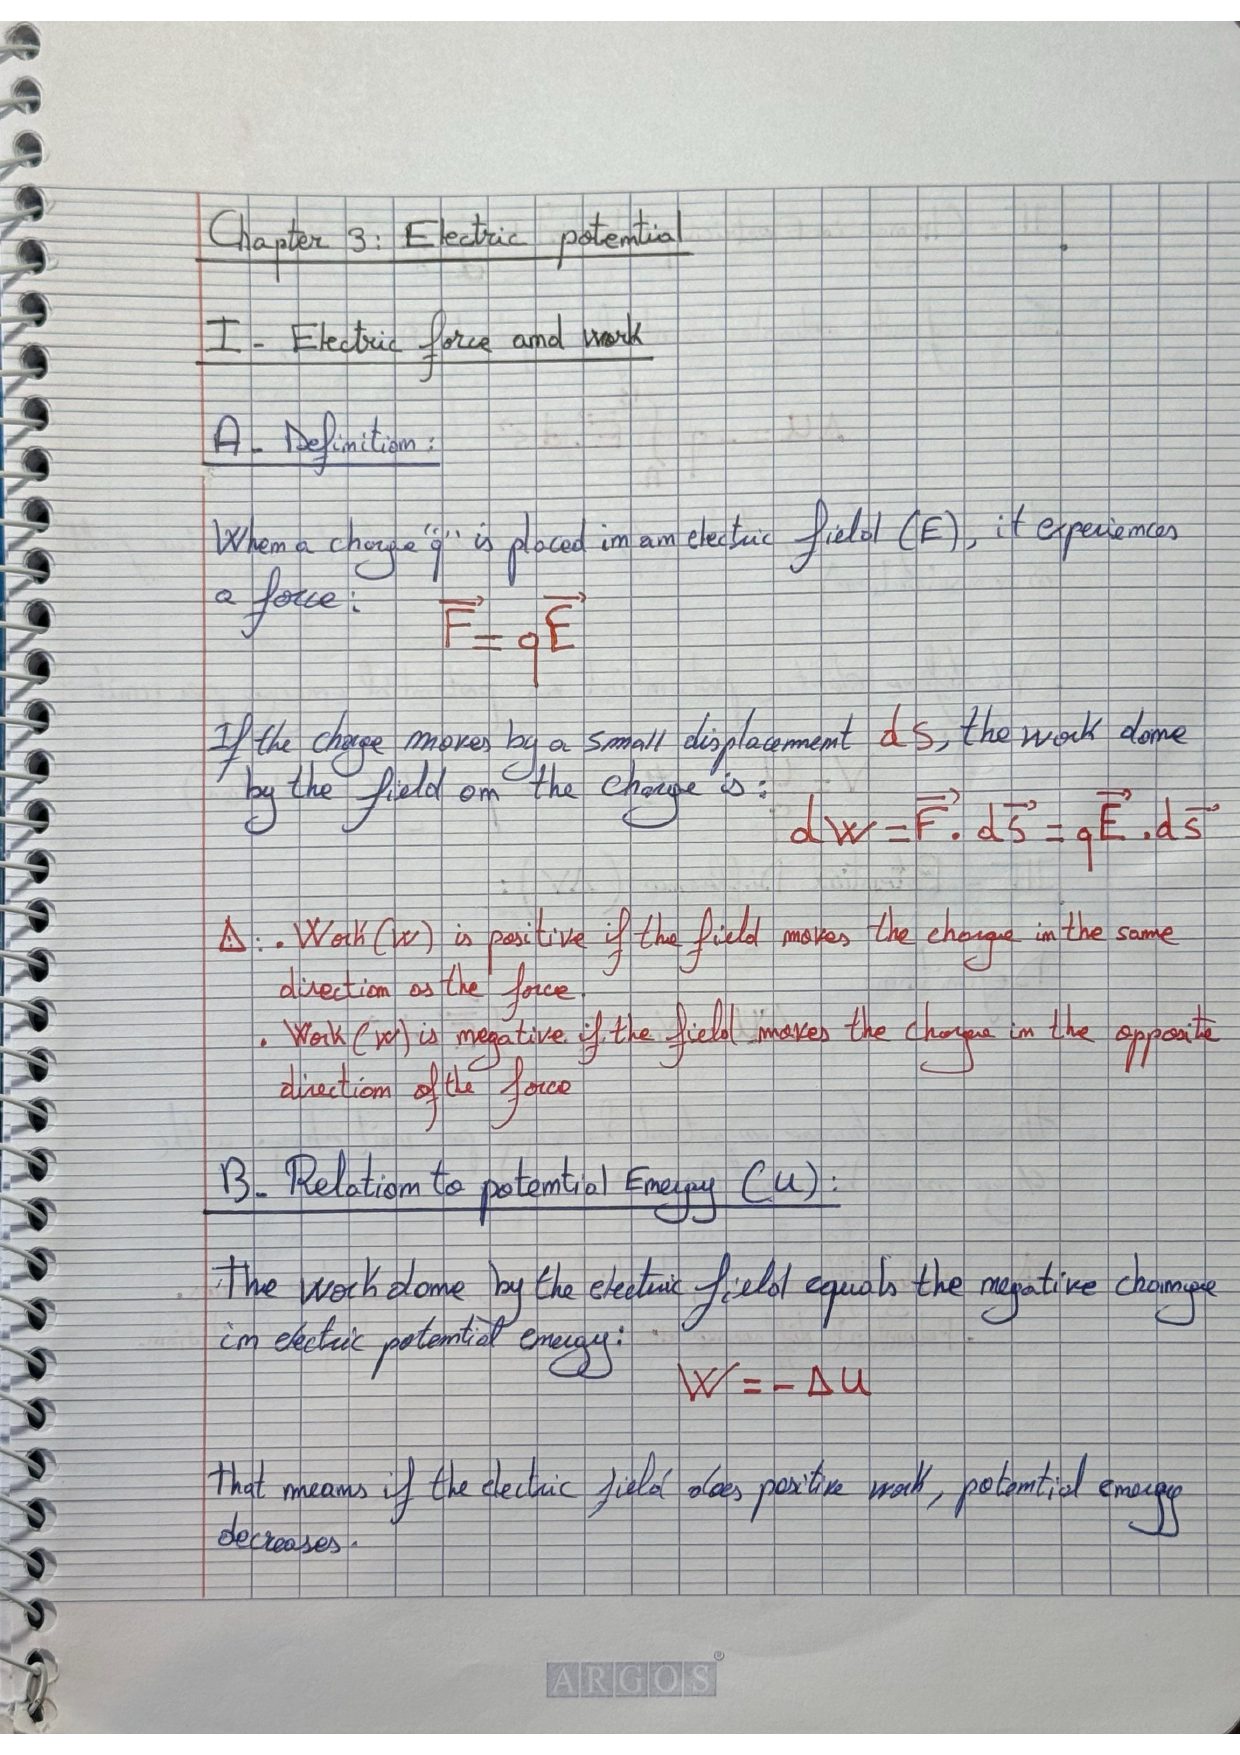 Chapter 3: Electric potential
I- Electric force and work
A- Definition:
When a charge "q" is placed in an electric field (E), it experiences
a force:
F⃗ = qE⃗
If the charge moves by a small displacement ds, the work done
by the field on the charge is:
dW = F⃗ . ds⃗ = qE⃗ . ds⃗
⚠: . Work (W) is positive if the field moves the charge in the same
direction as the force.
. Work (W) is negative if the field moves the charge in the opposite
direction of the force
B- Relation to potential Energy (U):
The work done by the electric field equals the negative change
in electric potential energy:
W = - ΔU
That means if the electric field does positive work, potential energy
decreases.
ARGOS®